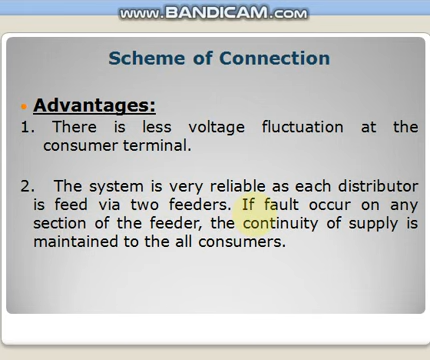 www.BANDICAM.com
Scheme of Connection
• Advantages:
1. There is less voltage fluctuation at the
consumer terminal.
2. The system is very reliable as each distributor
is feed via two feeders. If fault occur on any
section of the feeder, the continuity of supply is
maintained to the all consumers.